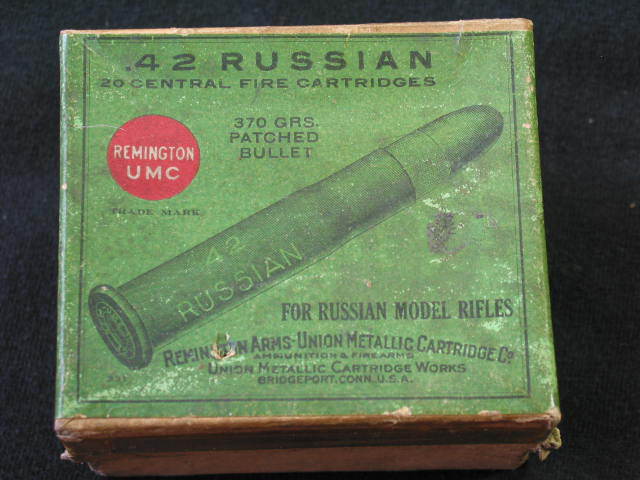 .42 RUSSIAN
20 CENTRAL FIRE CARTRIDGES
370 GRS.
PATCHED
BULLET
REMINGTON
UMC
TRADE MARK
.42
RUSSIAN
FOR RUSSIAN MODEL RIFLES
REMINGTON ARMS-UNION METALLIC CARTRIDGE CO.
AMMUNITION & FIREARMS
UNION METALLIC CARTRIDGE WORKS
BRIDGEPORT, CONN. U.S.A.